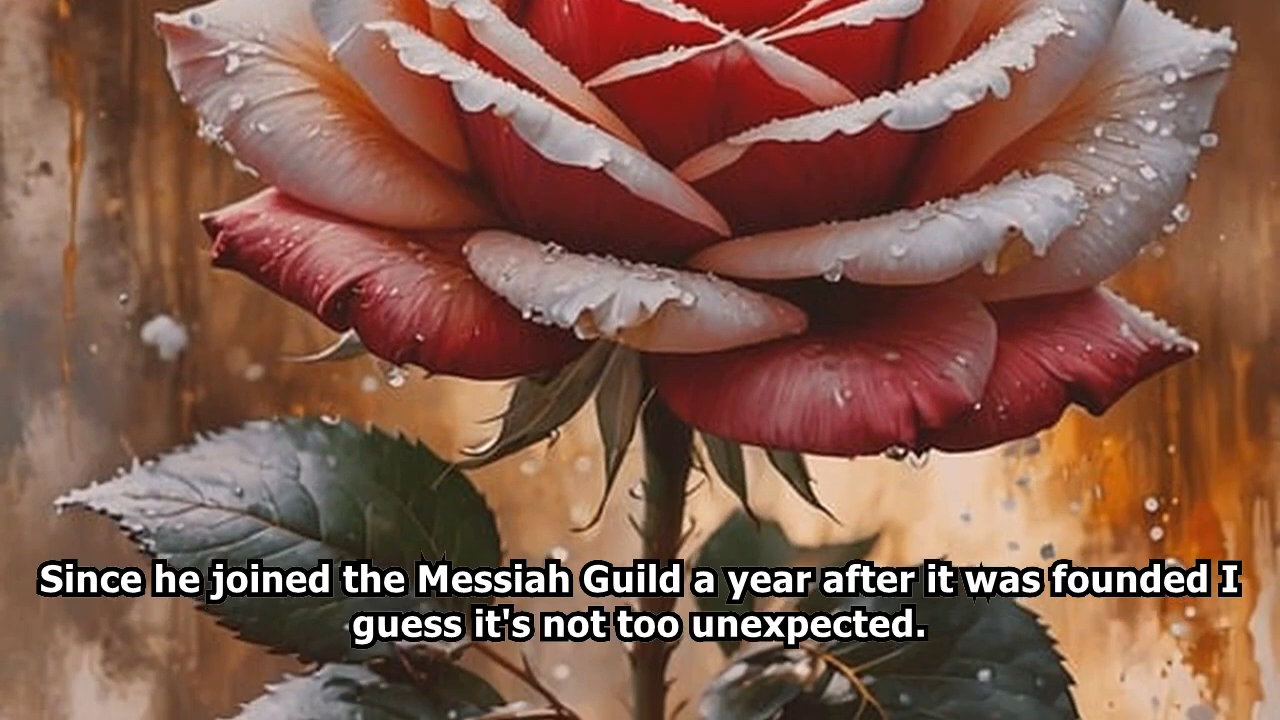 Since he joined the Messiah Guild a year after it was founded I
guess it's not too unexpected.